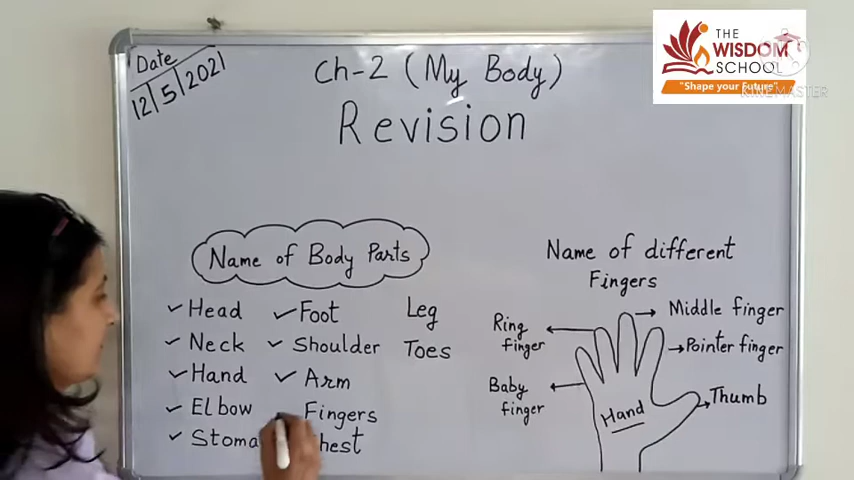 Date
12/5/2021
Ch-2 (My Body)
Revision
THE
WISDOM
SCHOOL
"Shape your Future"
KINEMASTER
Name of Body Parts
Head
Neck
Hand
Elbow
Stoma
Foot
Shoulder
Arm
Fingers
hest
Leg
Toes
Name of different
Fingers
Ring
finger
Baby
finger
Middle finger
Pointer finger
Thumb
Hand